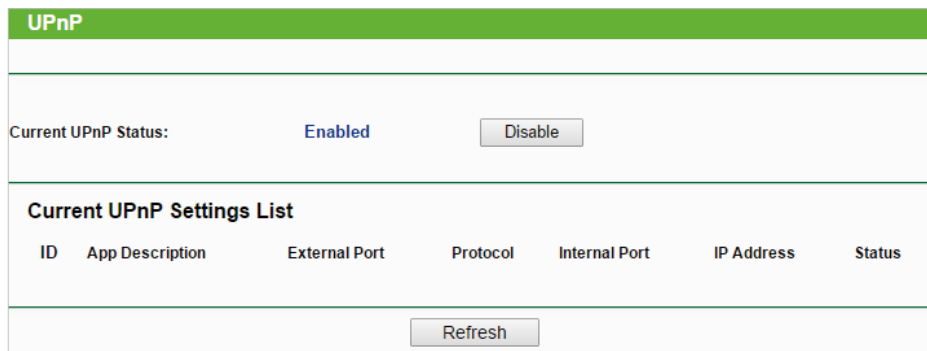 UPnP
Current UPnP Status: Enabled Disable
Current UPnP Settings List
ID App Description External Port Protocol Internal Port IP Address Status
Refresh